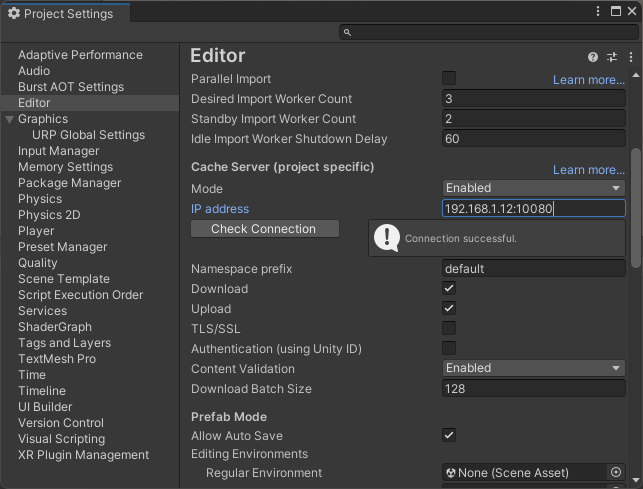 Project Settings
Adaptive Performance
Audio
Burst AOT Settings
Editor
Graphics
URP Global Settings
Input Manager
Memory Settings
Package Manager
Physics
Physics 2D
Player
Preset Manager
Quality
Scene Template
Script Execution Order
Services
ShaderGraph
Tags and Layers
TextMesh Pro
Time
Timeline
UI Builder
Version Control
Visual Scripting
XR Plugin Management
Editor
Parallel Import Learn more...
Desired Import Worker Count 3
Standby Import Worker Count 2
Idle Import Worker Shutdown Delay 60
Cache Server (project specific) Learn more...
Mode Enabled
IP address 192.168.1.12:10080
Check Connection
Connection successful.
Namespace prefix default
Download
Upload
TLS/SSL
Authentication (using Unity ID)
Content Validation Enabled
Download Batch Size 128
Prefab Mode
Allow Auto Save
Editing Environments
Regular Environment None (Scene Asset)